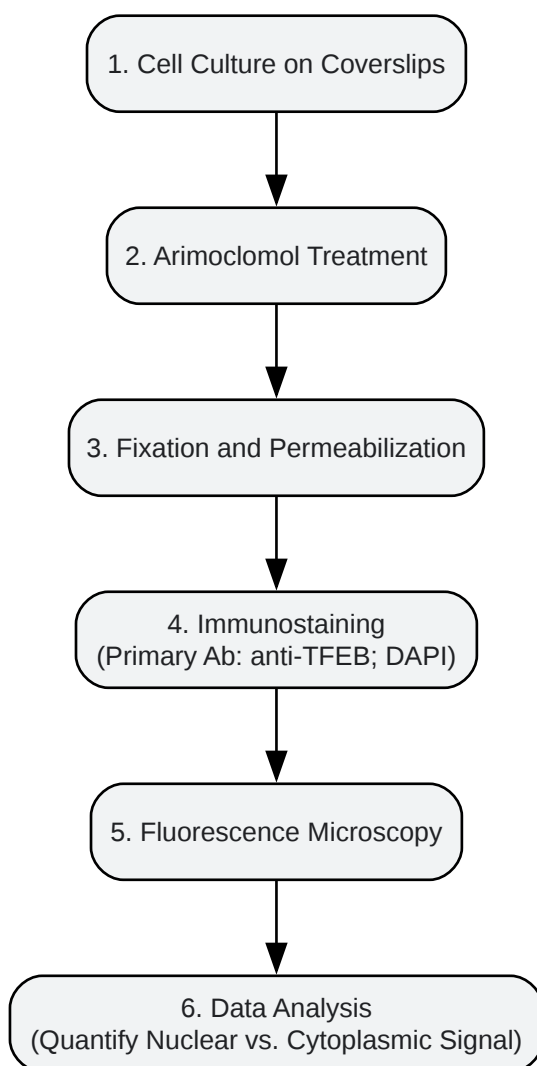 1. Cell Culture on Coverslips
2. Arimoclomol Treatment
3. Fixation and Permeabilization
4. Immunostaining
(Primary Ab: anti-TFEB; DAPI)
5. Fluorescence Microscopy
6. Data Analysis
(Quantify Nuclear vs. Cytoplasmic Signal)